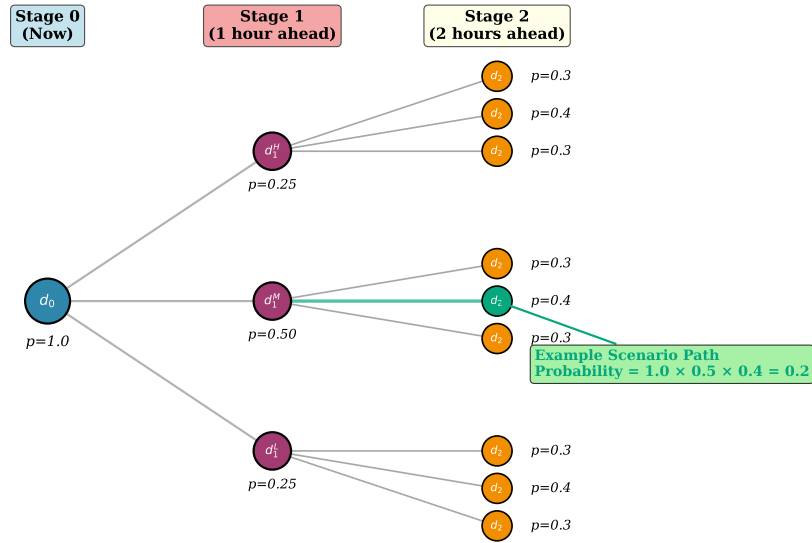 Stage 0
(Now)
Stage 1
(1 hour ahead)
Stage 2
(2 hours ahead)
d₂ p=0.3
d₂ p=0.4
d₁ᴴ d₂ p=0.3
p=0.25
d₂ p=0.3
d₀ d₁ᴹ d₂ p=0.4
p=1.0 p=0.50 d₂ p=0.3
Example Scenario Path
Probability = 1.0 × 0.5 × 0.4 = 0.2
d₁ᴸ d₂ p=0.3
p=0.25 d₂ p=0.4
d₂ p=0.3